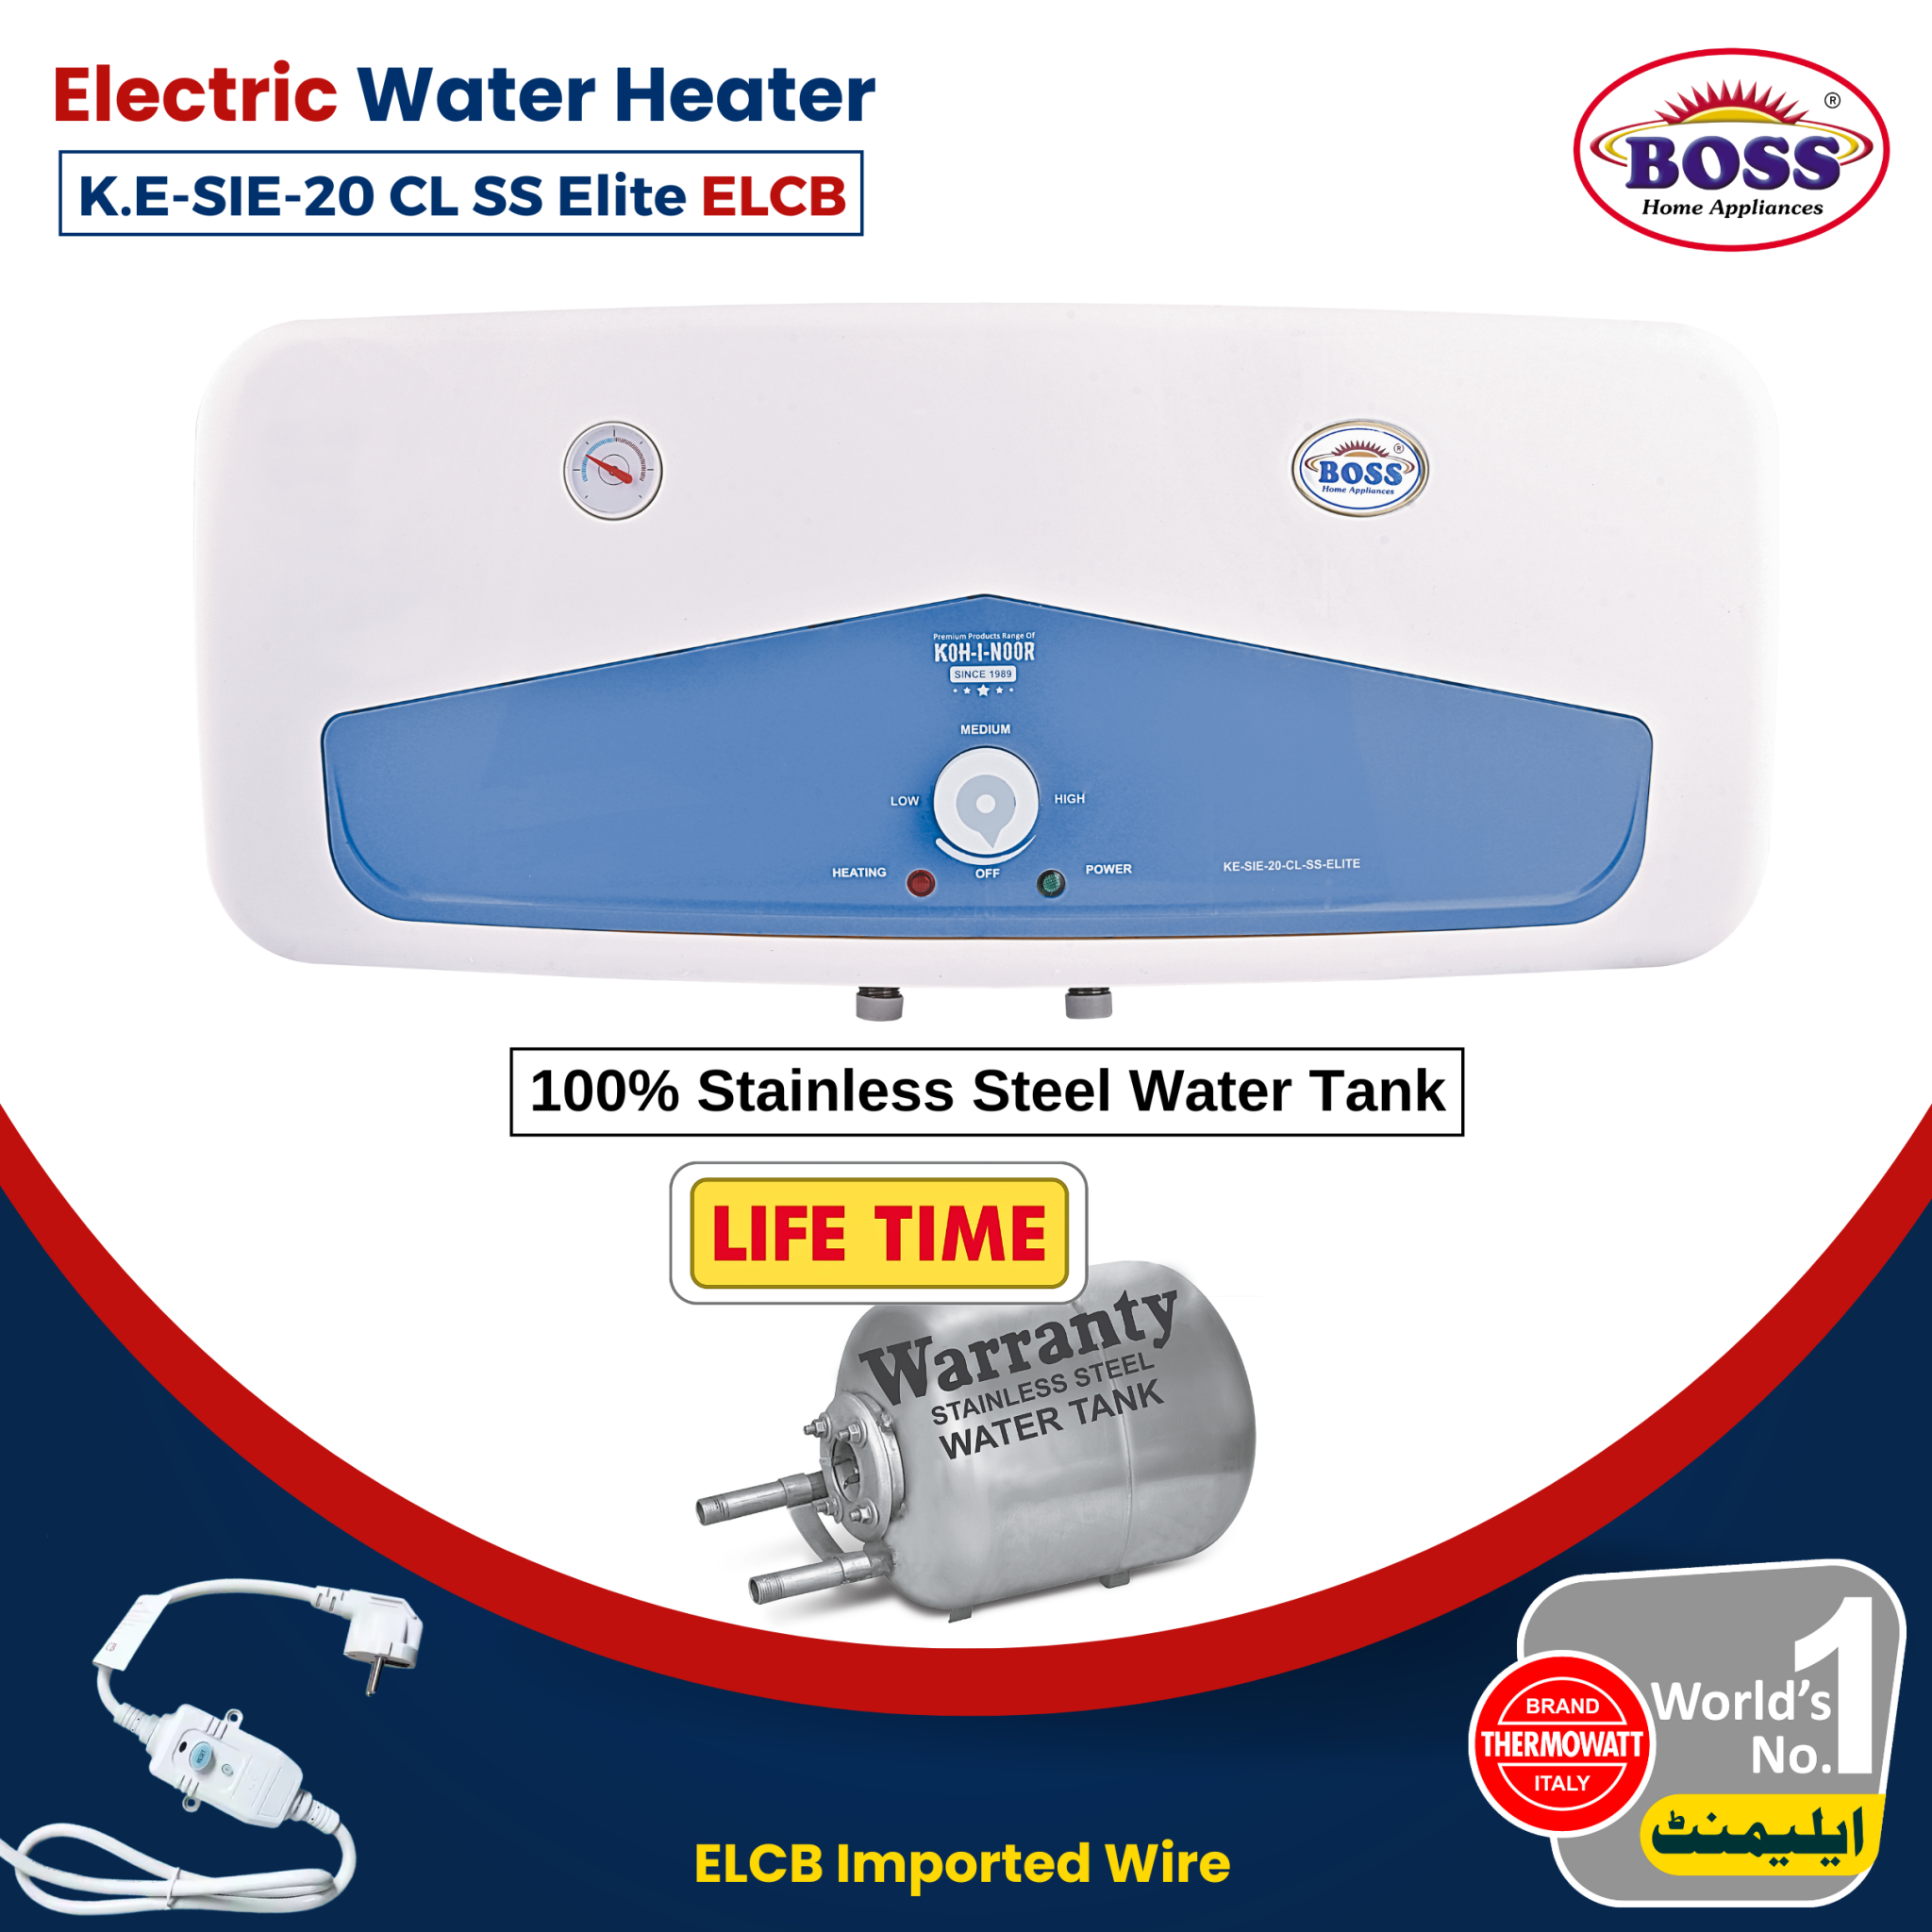 Electric Water Heater
K.E-SIE-20 CL SS Elite ELCB
BOSS
®
Home Appliances
BOSS
®
Home Appliances
Premium Products Range Of
KOH-I-NOOR
SINCE 1989
MEDIUM
LOW
HIGH
HEATING
OFF
POWER
KE-SIE-20-CL-SS-ELITE
100% Stainless Steel Water Tank
LIFE TIME
Warranty
STAINLESS STEEL
WATER TANK
World's
No.1
BRAND
THERMOWATT
ITALY
ایلیمنٹ
ELCB Imported Wire